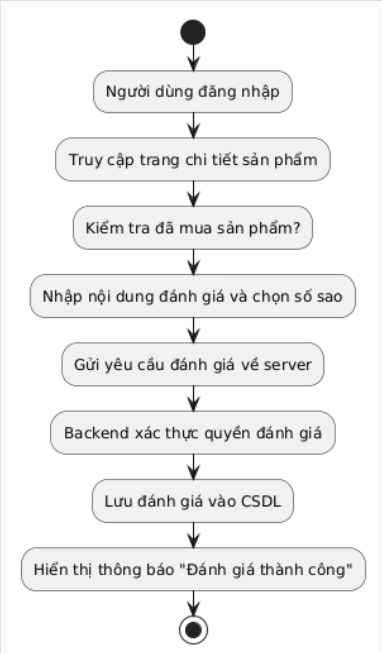 Người dùng đăng nhập
Truy cập trang chi tiết sản phẩm
Kiểm tra đã mua sản phẩm?
Nhập nội dung đánh giá và chọn số sao
Gửi yêu cầu đánh giá về server
Backend xác thực quyền đánh giá
Lưu đánh giá vào CSDL
Hiển thị thông báo "Đánh giá thành công"